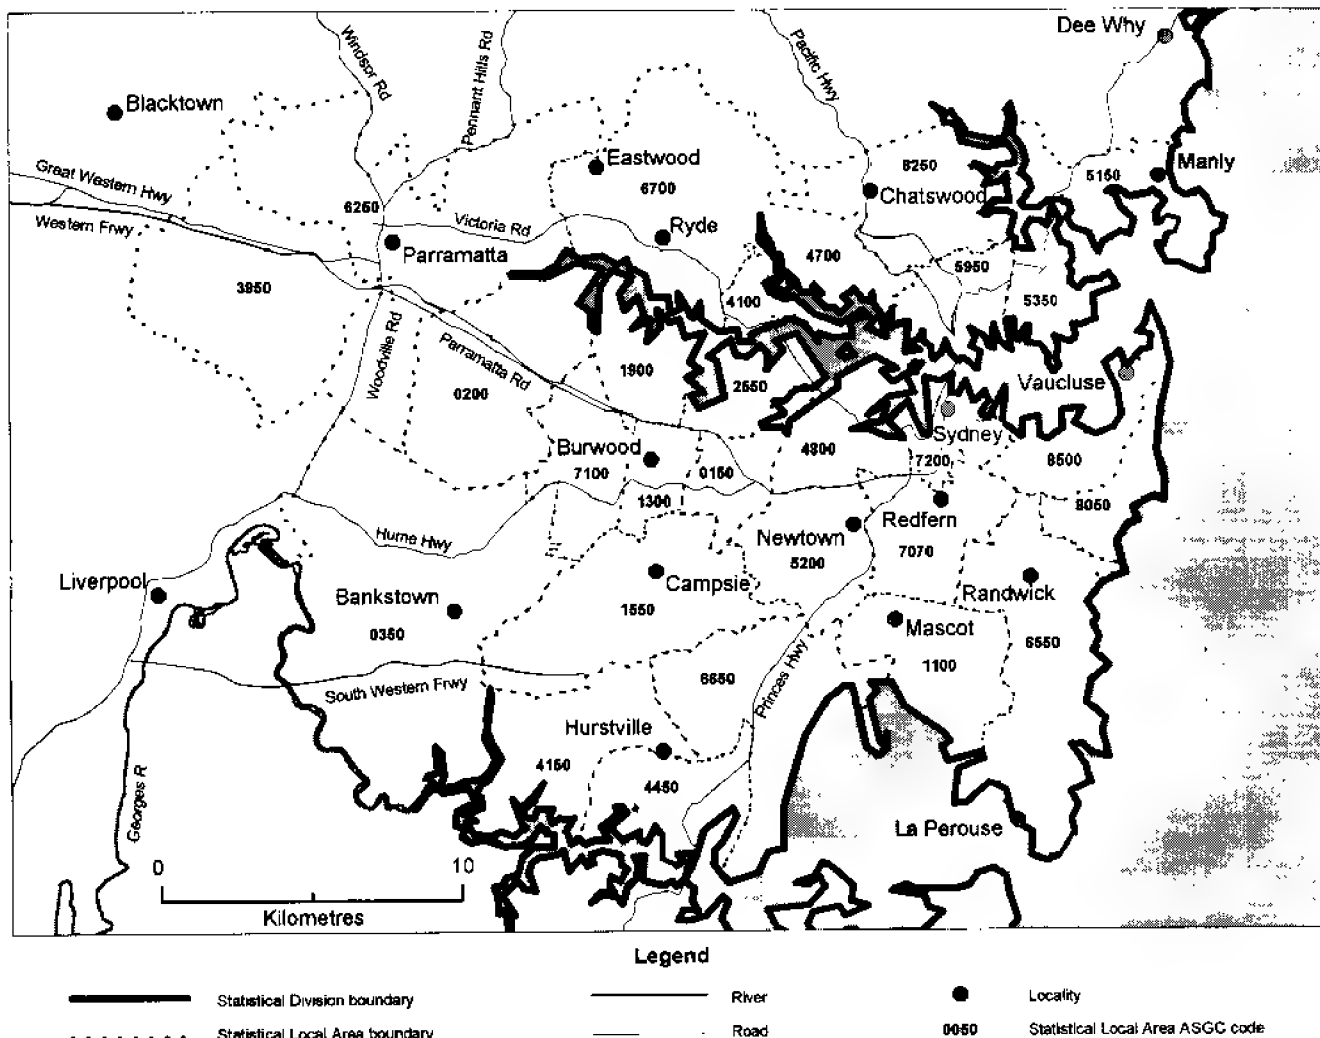 Dee Why
Windsor Rd
Pennant Hills Rd
Pacific Hwy
Blacktown
Eastwood
6700
8250
Chatswood
5150
Manly
Great Western Hwy
Western Frwy
6250
Victoria Rd
Ryde
Parramatta
4700
5950
3950
4100
5350
Woodville Rd
Parramatta Rd
1900
0200
2550
Vaucluse
Sydney
Burwood
7100
0150
4800
7200
8500
1300
8050
Hume Hwy
Newtown
5200
Redfern
7070
Liverpool
Bankstown
0350
Campsie
1550
Randwick
6550
Mascot
1100
South Western Frwy
6650
Princes Hwy
Hurstville
4150
4450
Georges R
La Perouse
0 10
Kilometres
Legend
Statistical Division boundary
River
Locality
Statistical Local Area boundary
Road
0050 Statistical Local Area ASGC code